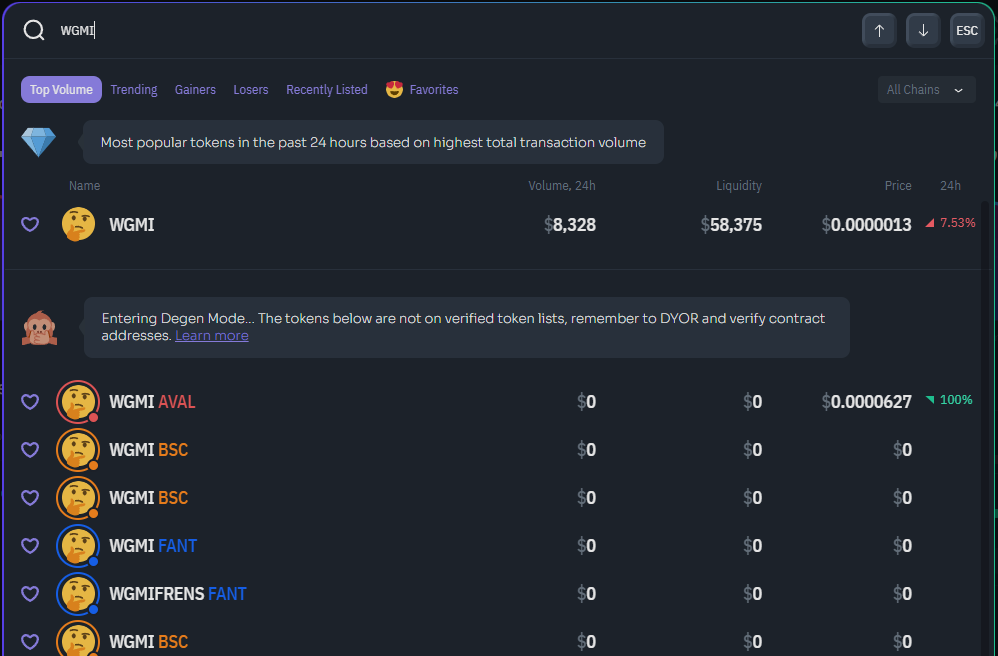 WGMI
ESC
Top Volume Trending Gainers Losers Recently Listed Favorites All Chains
Most popular tokens in the past 24 hours based on highest total transaction volume
Name Volume, 24h Liquidity Price 24h
WGMI $8,328 $58,375 $0.0000013 7.53%
Entering Degen Mode... The tokens below are not on verified token lists, remember to DYOR and verify contract
addresses. Learn more
WGMI AVAL $0 $0 $0.0000627 100%
WGMI BSC $0 $0 $0
WGMI BSC $0 $0 $0
WGMI FANT $0 $0 $0
WGMIFRENS FANT $0 $0 $0
WGMI BSC $0 $0 $0